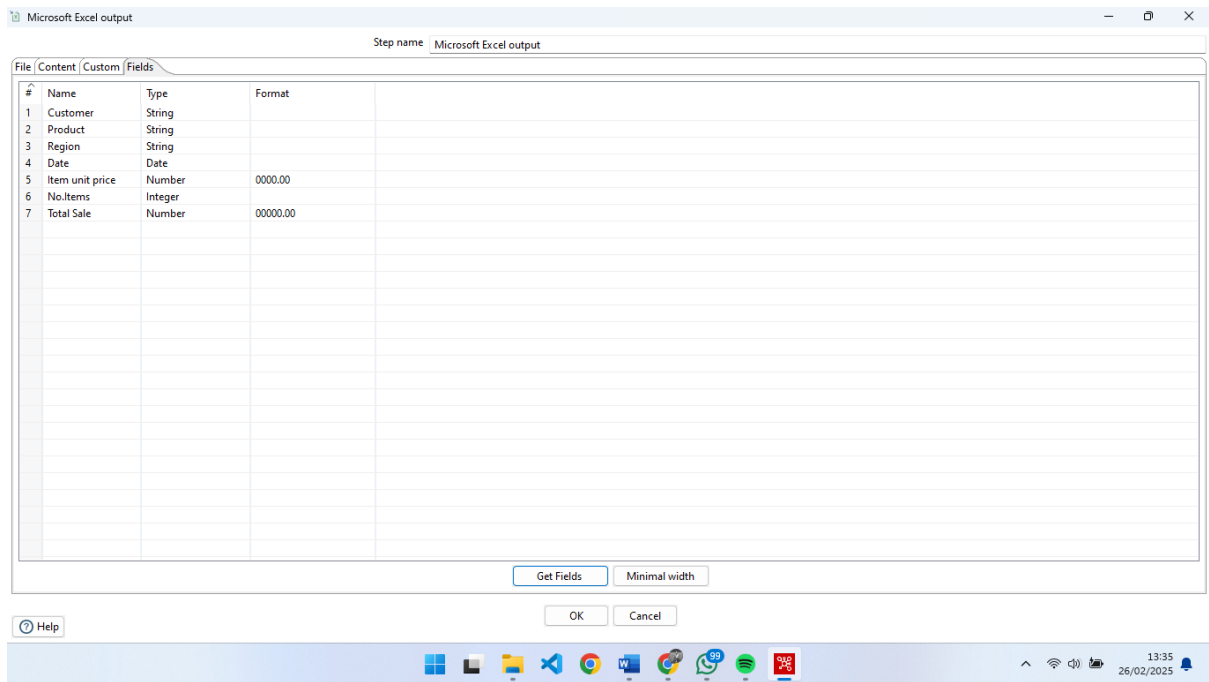 Microsoft Excel output
Step name Microsoft Excel output
File Content Custom Fields
# Name Type Format
1 Customer String
2 Product String
3 Region String
4 Date Date
5 Item unit price Number 0000.00
6 No.Items Integer
7 Total Sale Number 00000.00
Get Fields Minimal width
OK Cancel
? Help
99
13:35
26/02/2025